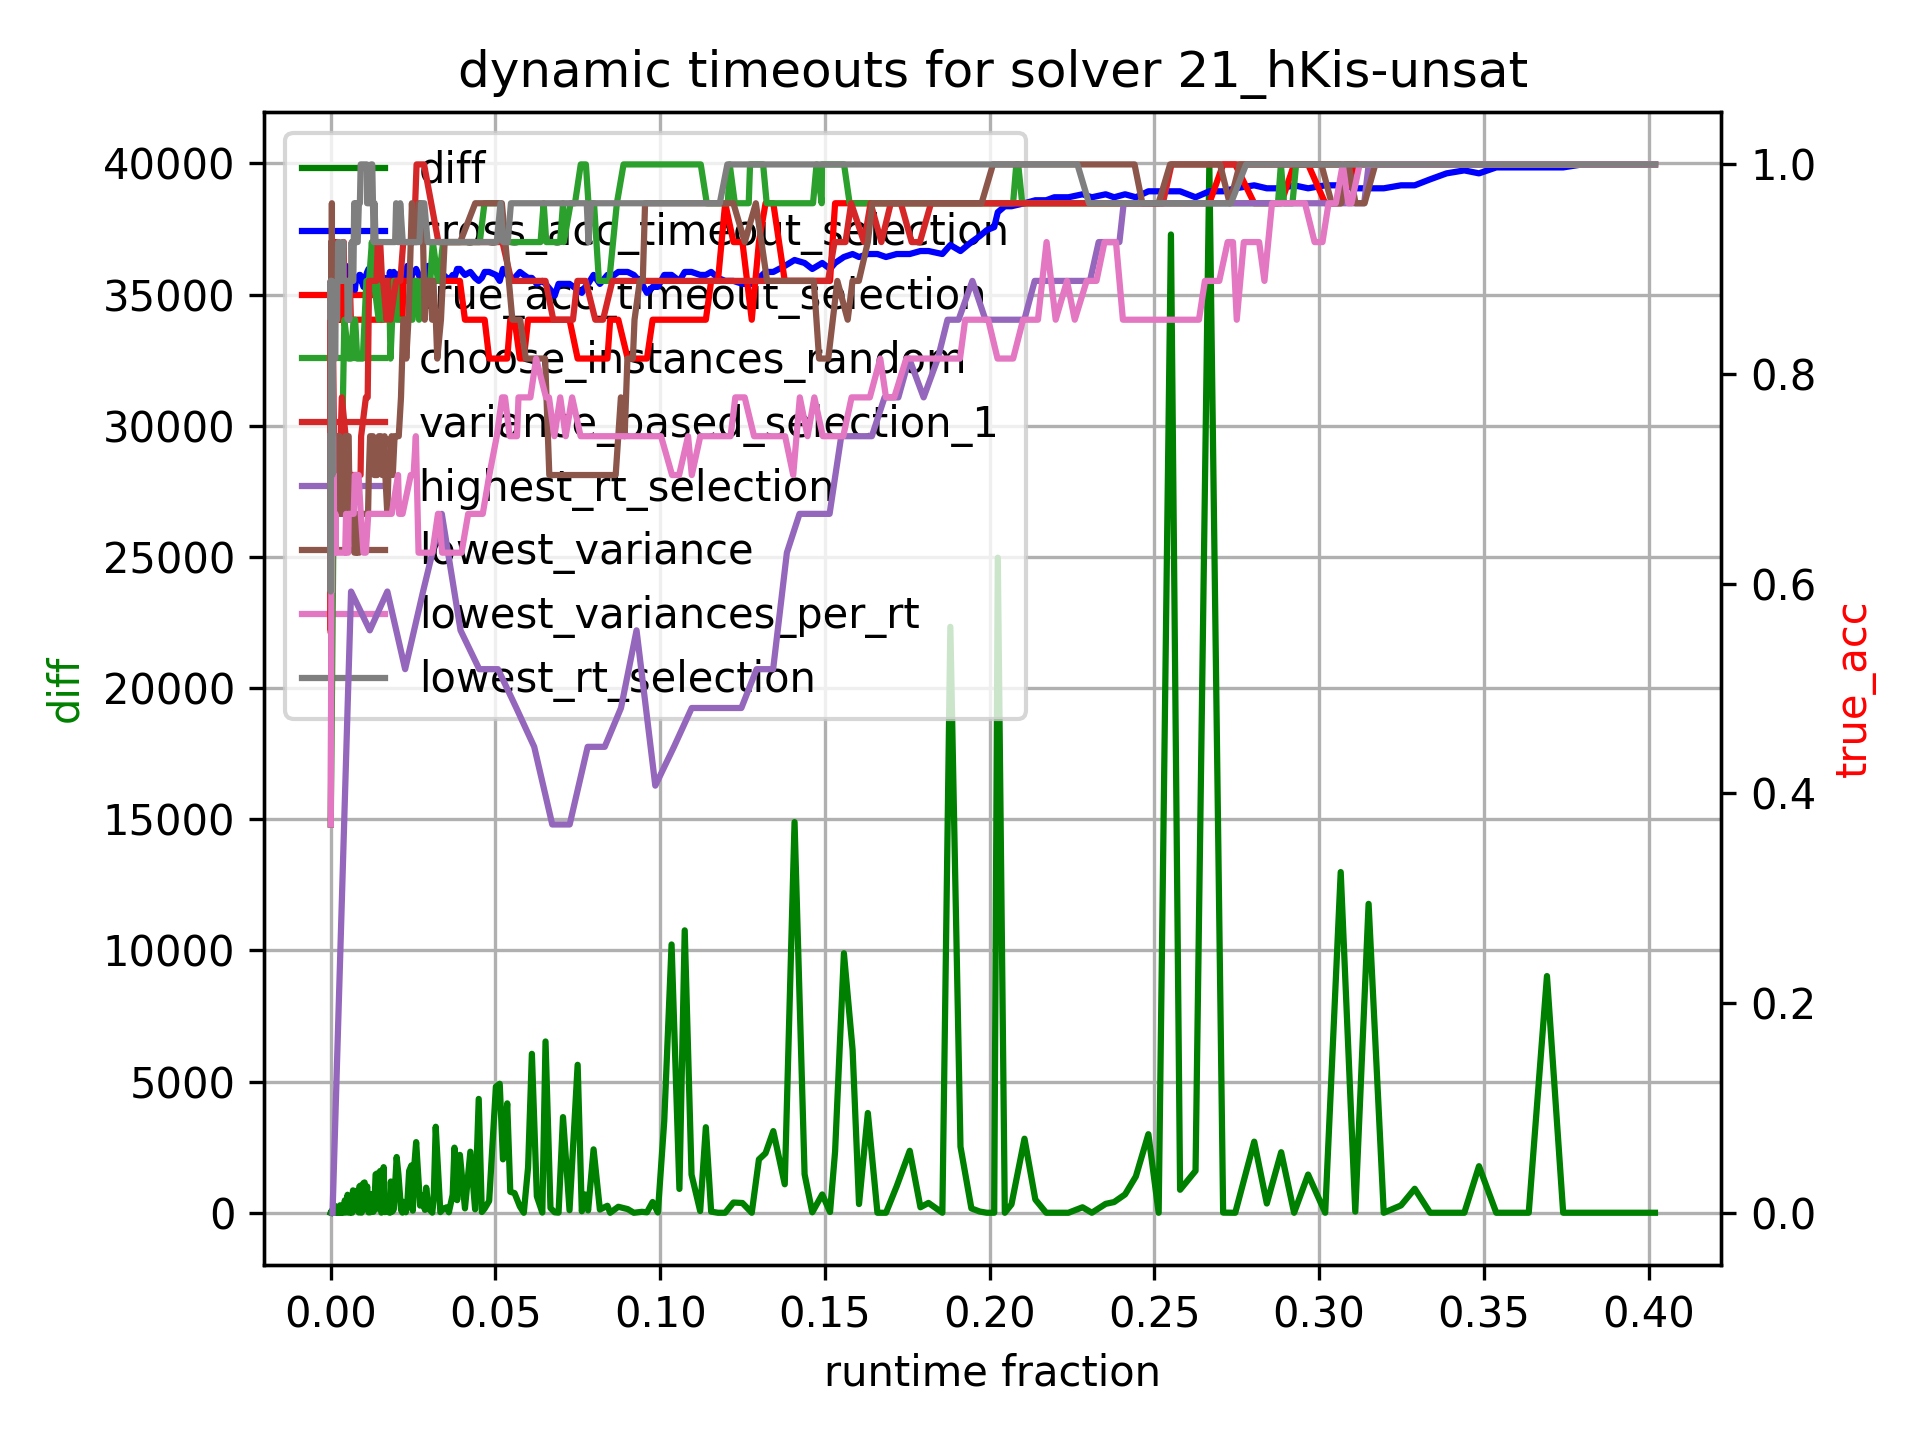 dynamic timeouts for solver 21_hKis-unsat
diff
cross_acc_timeout_selection
true_acc_timeout_selection
choose_instances_random
variance_based_selection_1
highest_rt_selection
lowest_variance
lowest_variances_per_rt
lowest_rt_selection
40000
35000
30000
25000
20000
15000
10000
5000
0
diff
1.0
0.8
0.6
0.4
0.2
0.0
true_acc
0.00 0.05 0.10 0.15 0.20 0.25 0.30 0.35 0.40
runtime fraction